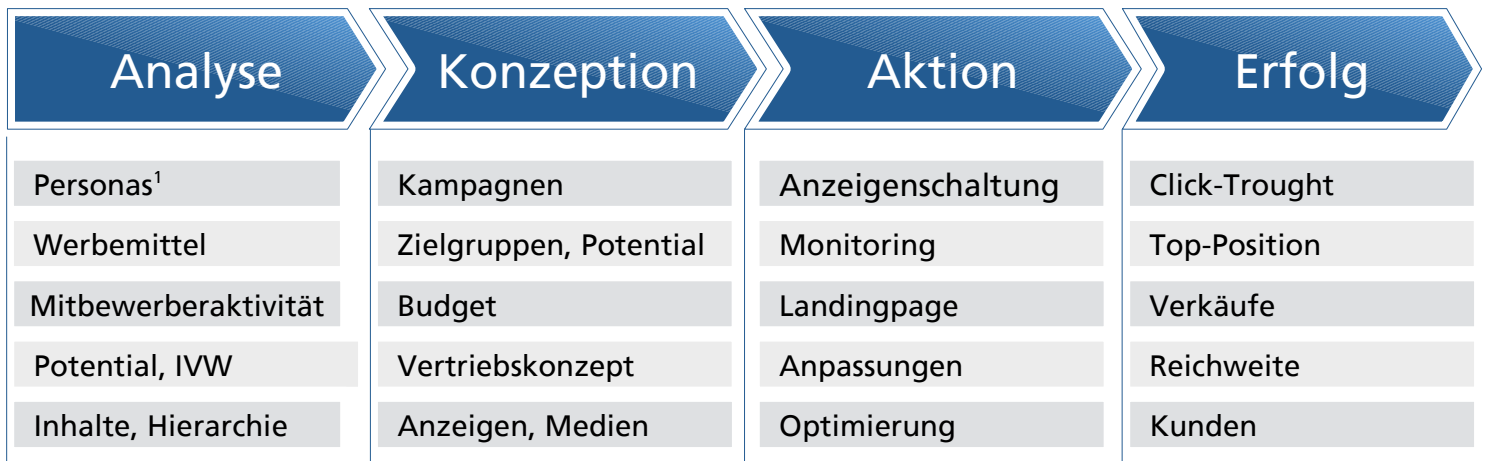 Analyse
Konzeption
Aktion
Erfolg
Personas¹
Werbemittel
Mitbewerberaktivität
Potential, IVW
Inhalte, Hierarchie
Kampagnen
Zielgruppen, Potential
Budget
Vertriebskonzept
Anzeigen, Medien
Anzeigenschaltung
Monitoring
Landingpage
Anpassungen
Optimierung
Click-Trought
Top-Position
Verkäufe
Reichweite
Kunden